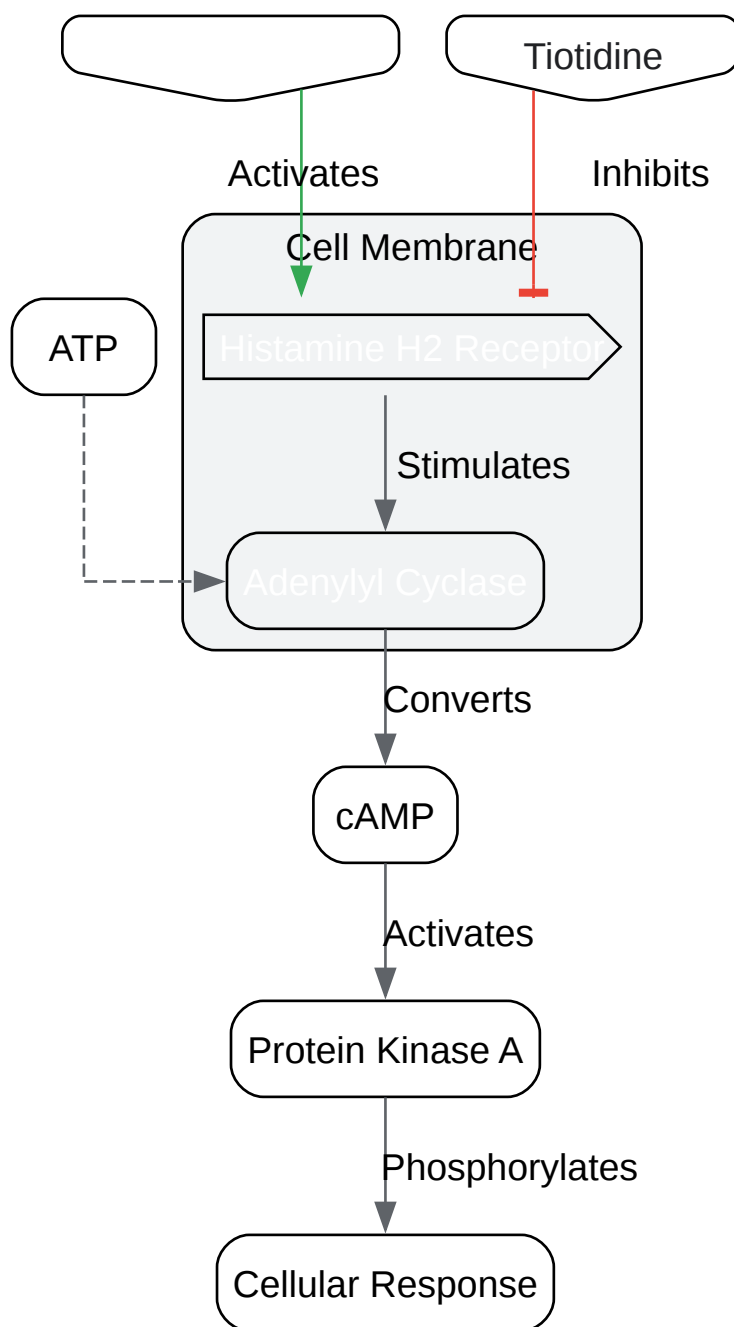 Tiotidine
Activates
Inhibits
Cell Membrane
ATP
Histamine H2 Receptor
Stimulates
Adenylyl Cyclase
Converts
cAMP
Activates
Protein Kinase A
Phosphorylates
Cellular Response